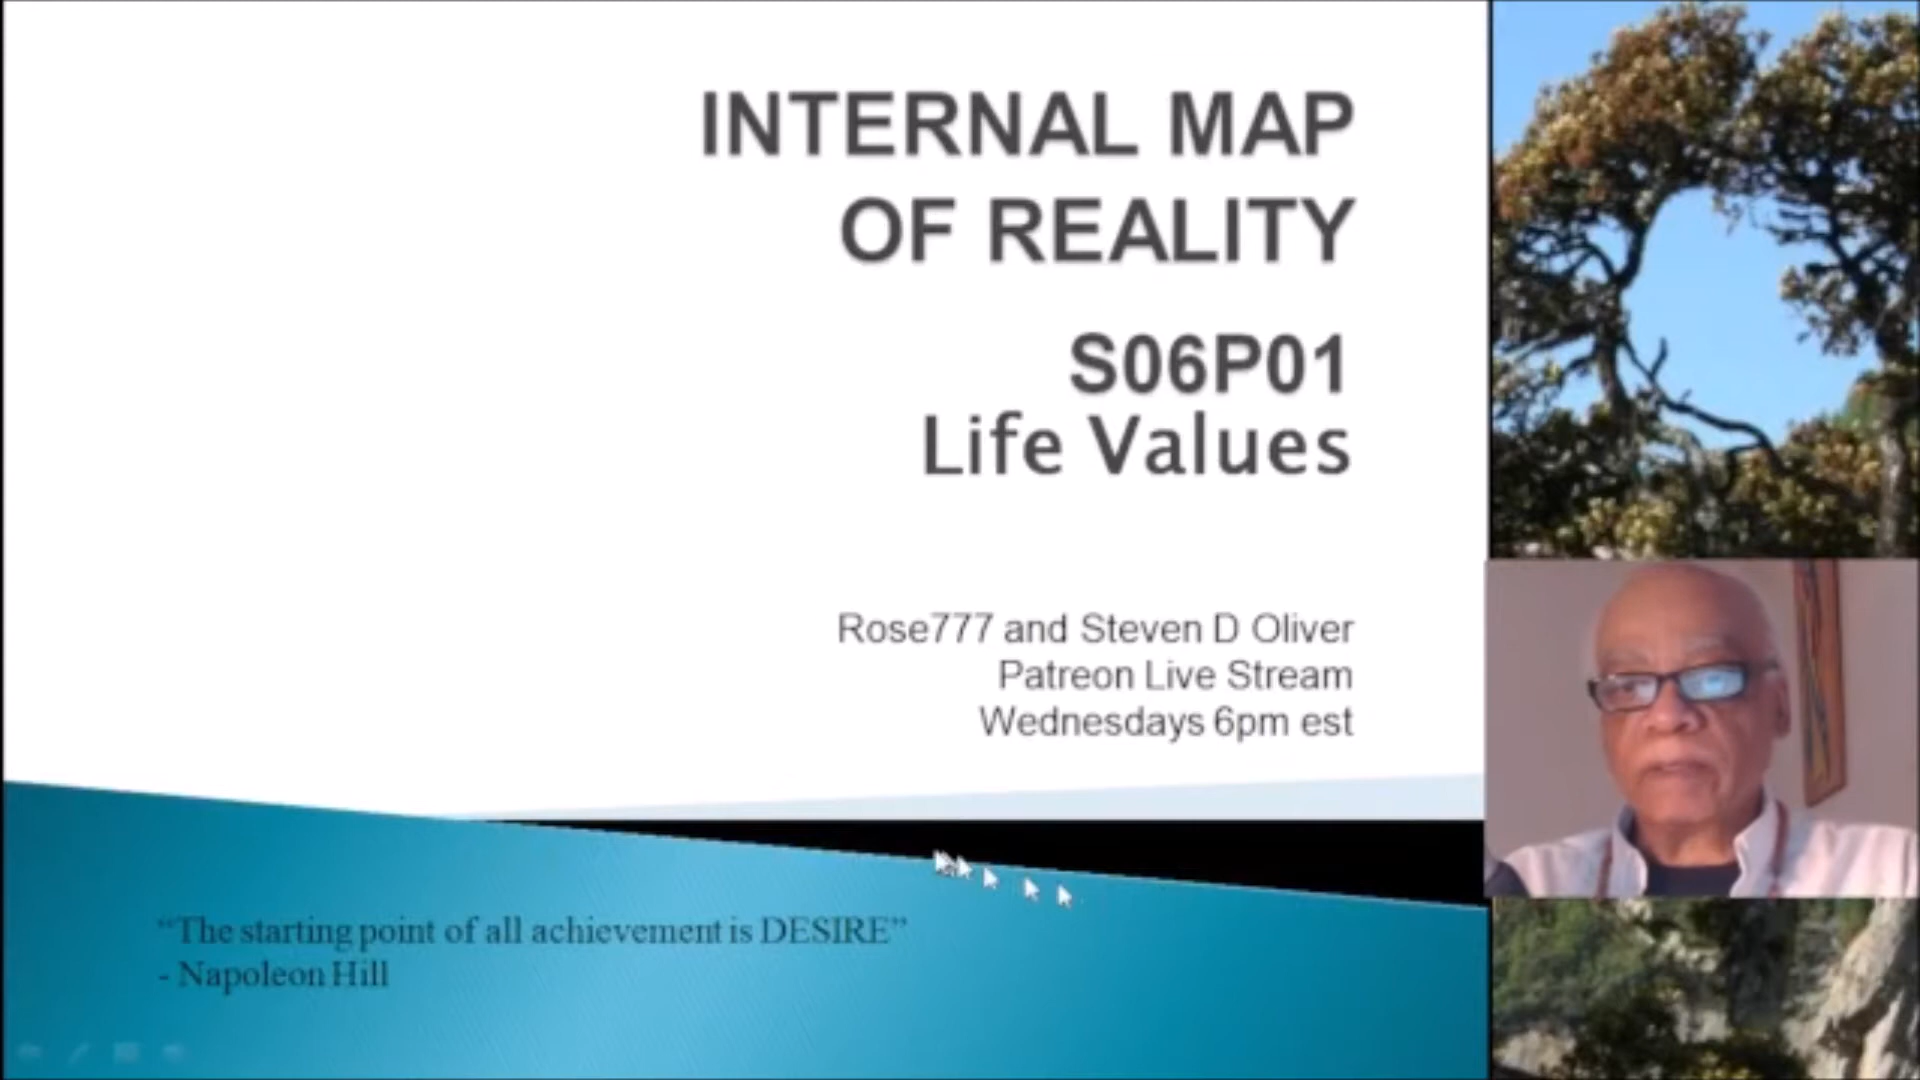 INTERNAL MAP
OF REALITY
S06P01
Life Values
Rose777 and Steven D Oliver
Patreon Live Stream
Wednesdays 6pm est
“The starting point of all achievement is DESIRE”
- Napoleon Hill